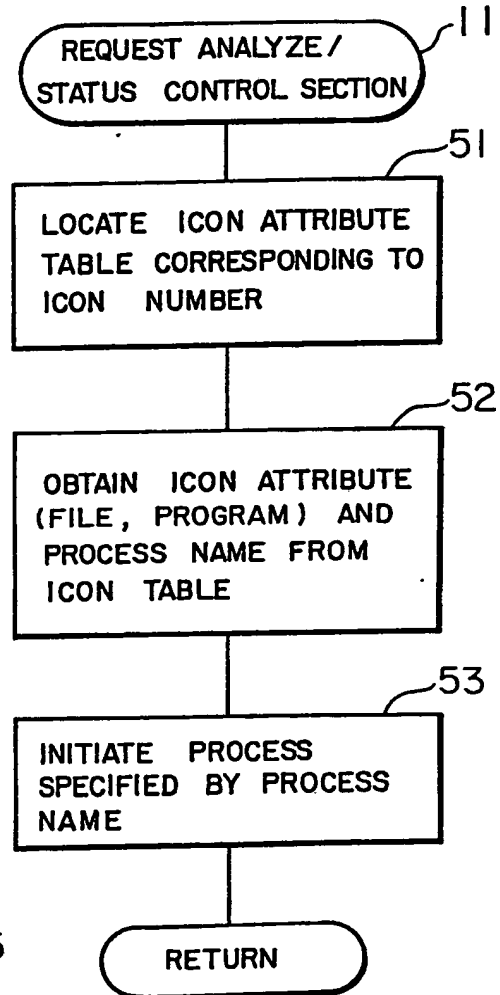 11
REQUEST ANALYZE/
STATUS CONTROL SECTION
51
LOCATE ICON ATTRIBUTE
TABLE CORRESPONDING TO
ICON NUMBER
52
OBTAIN ICON ATTRIBUTE
(FILE, PROGRAM) AND
PROCESS NAME FROM
ICON TABLE
53
INITIATE PROCESS
SPECIFIED BY PROCESS
NAME
RETURN